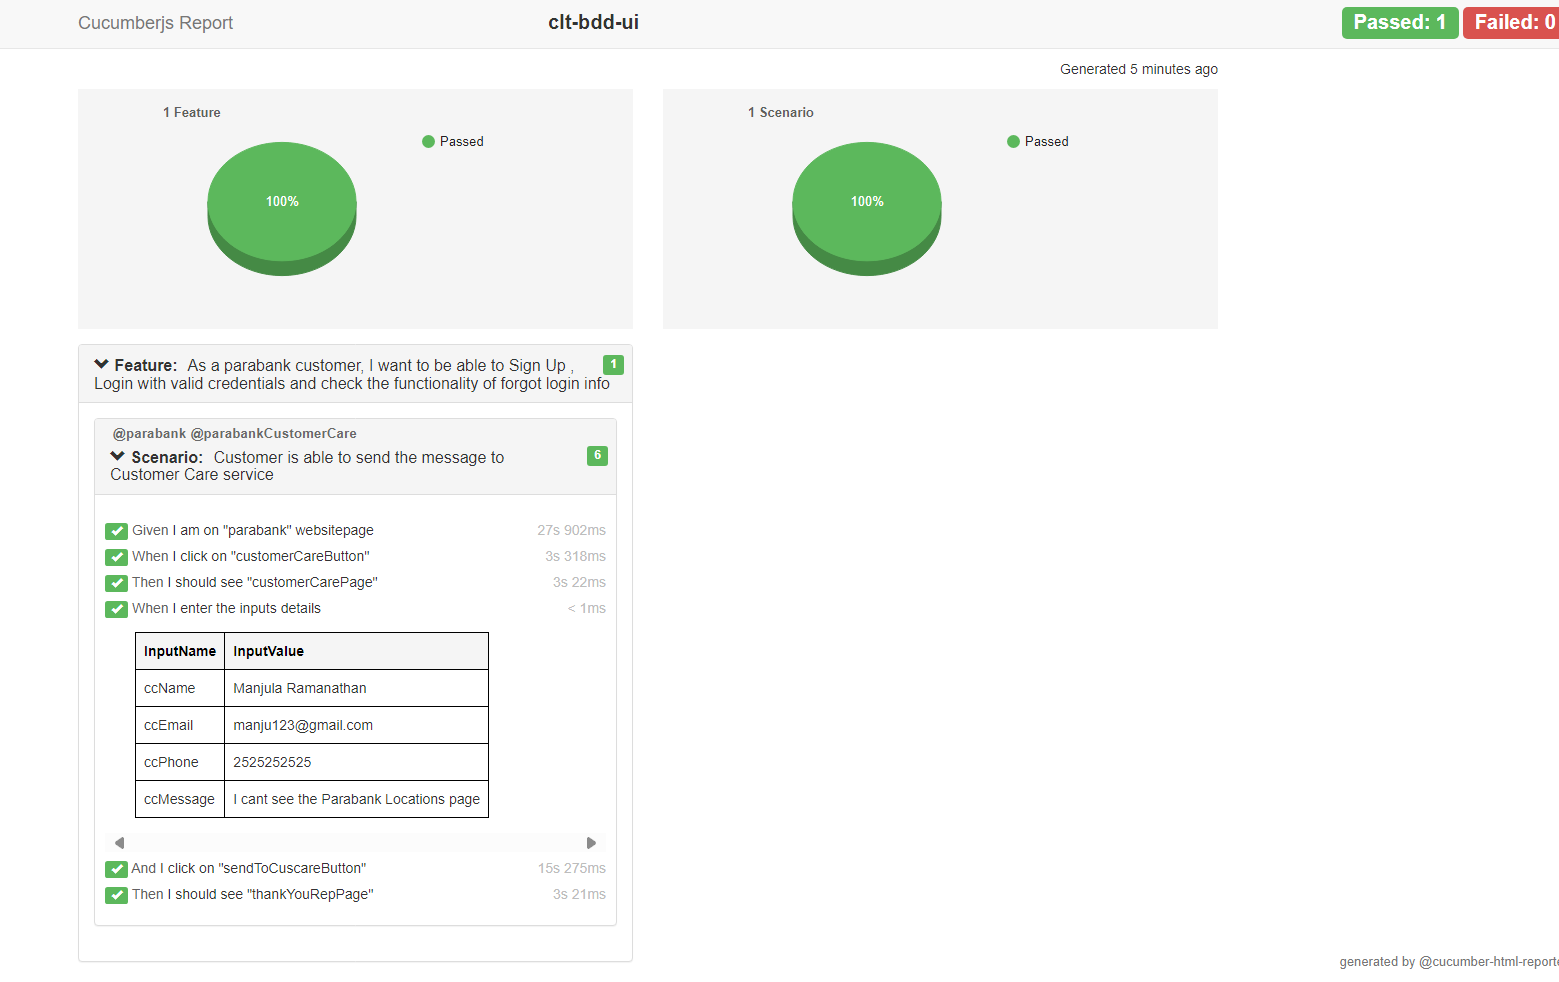 Cucumberjs Report
clt-bdd-ui
Passed: 1
Failed: 0
Generated 5 minutes ago
1 Feature
Passed
100%
1 Scenario
Passed
100%
Feature: As a parabank customer, I want to be able to Sign Up ,
Login with valid credentials and check the functionality of forgot login info
1
@parabank @parabankCustomerCare
Scenario: Customer is able to send the message to
Customer Care service
6
Given I am on "parabank" websitepage 27s 902ms
When I click on "customerCareButton" 3s 318ms
Then I should see "customerCarePage" 3s 22ms
When I enter the inputs details < 1ms
InputName InputValue
ccName Manjula Ramanathan
ccEmail manju123@gmail.com
ccPhone 2525252525
ccMessage I cant see the Parabank Locations page
And I click on "sendToCuscareButton" 15s 275ms
Then I should see "thankYouRepPage" 3s 21ms
generated by @cucumber-html-reporte